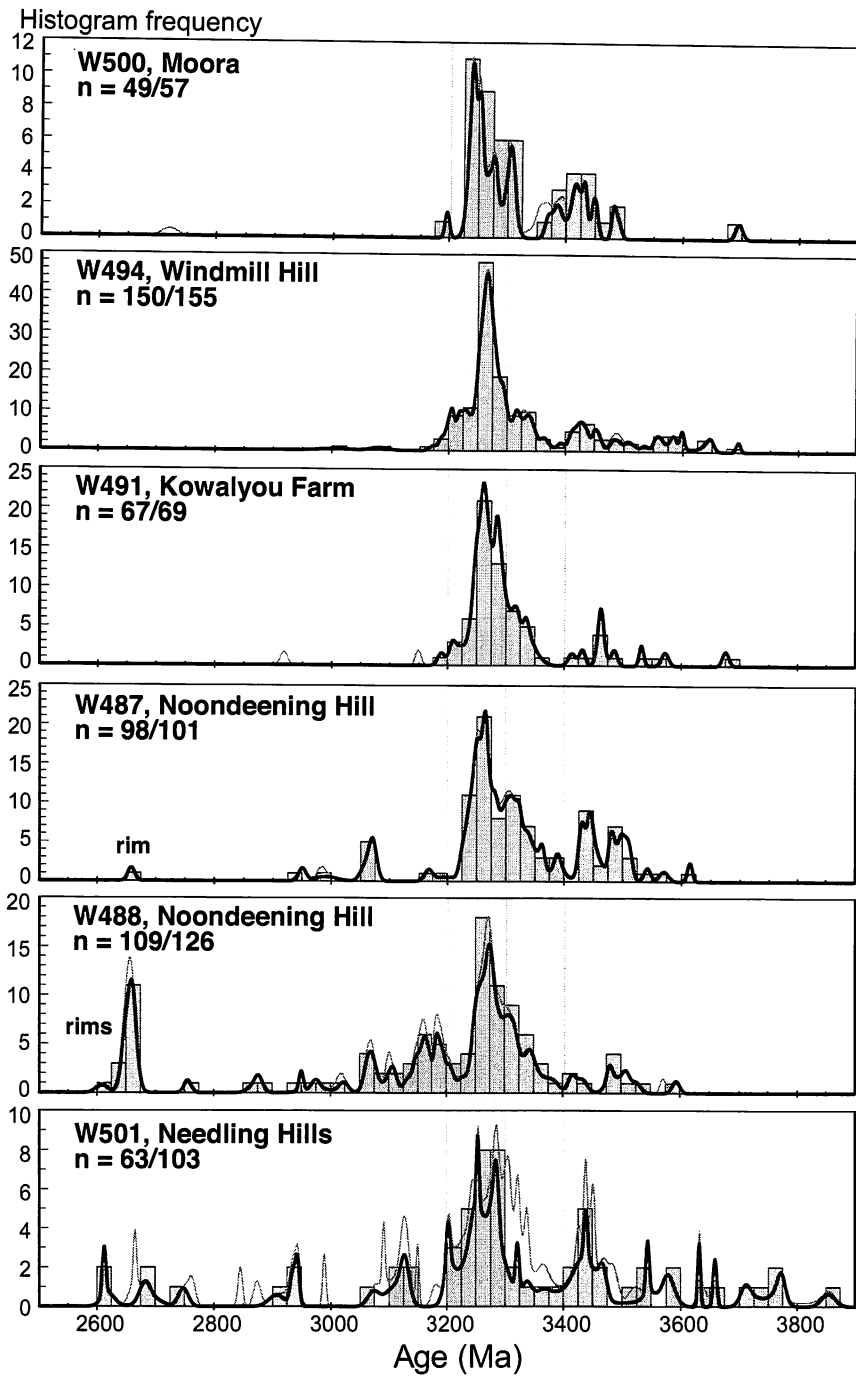 Histogram frequency
12
10
8
6
4
2
0
W500, Moora
n = 49/57
50
40
30
20
10
0
W494, Windmill Hill
n = 150/155
25
20
15
10
5
0
W491, Kowalyou Farm
n = 67/69
25
20
15
10
5
0
W487, Noondeening Hill
n = 98/101
rim
20
15
10
5
0
W488, Noondeening Hill
n = 109/126
rims
10
8
6
4
2
0
W501, Needling Hills
n = 63/103
2600 2800 3000 3200 3400 3600 3800
Age (Ma)